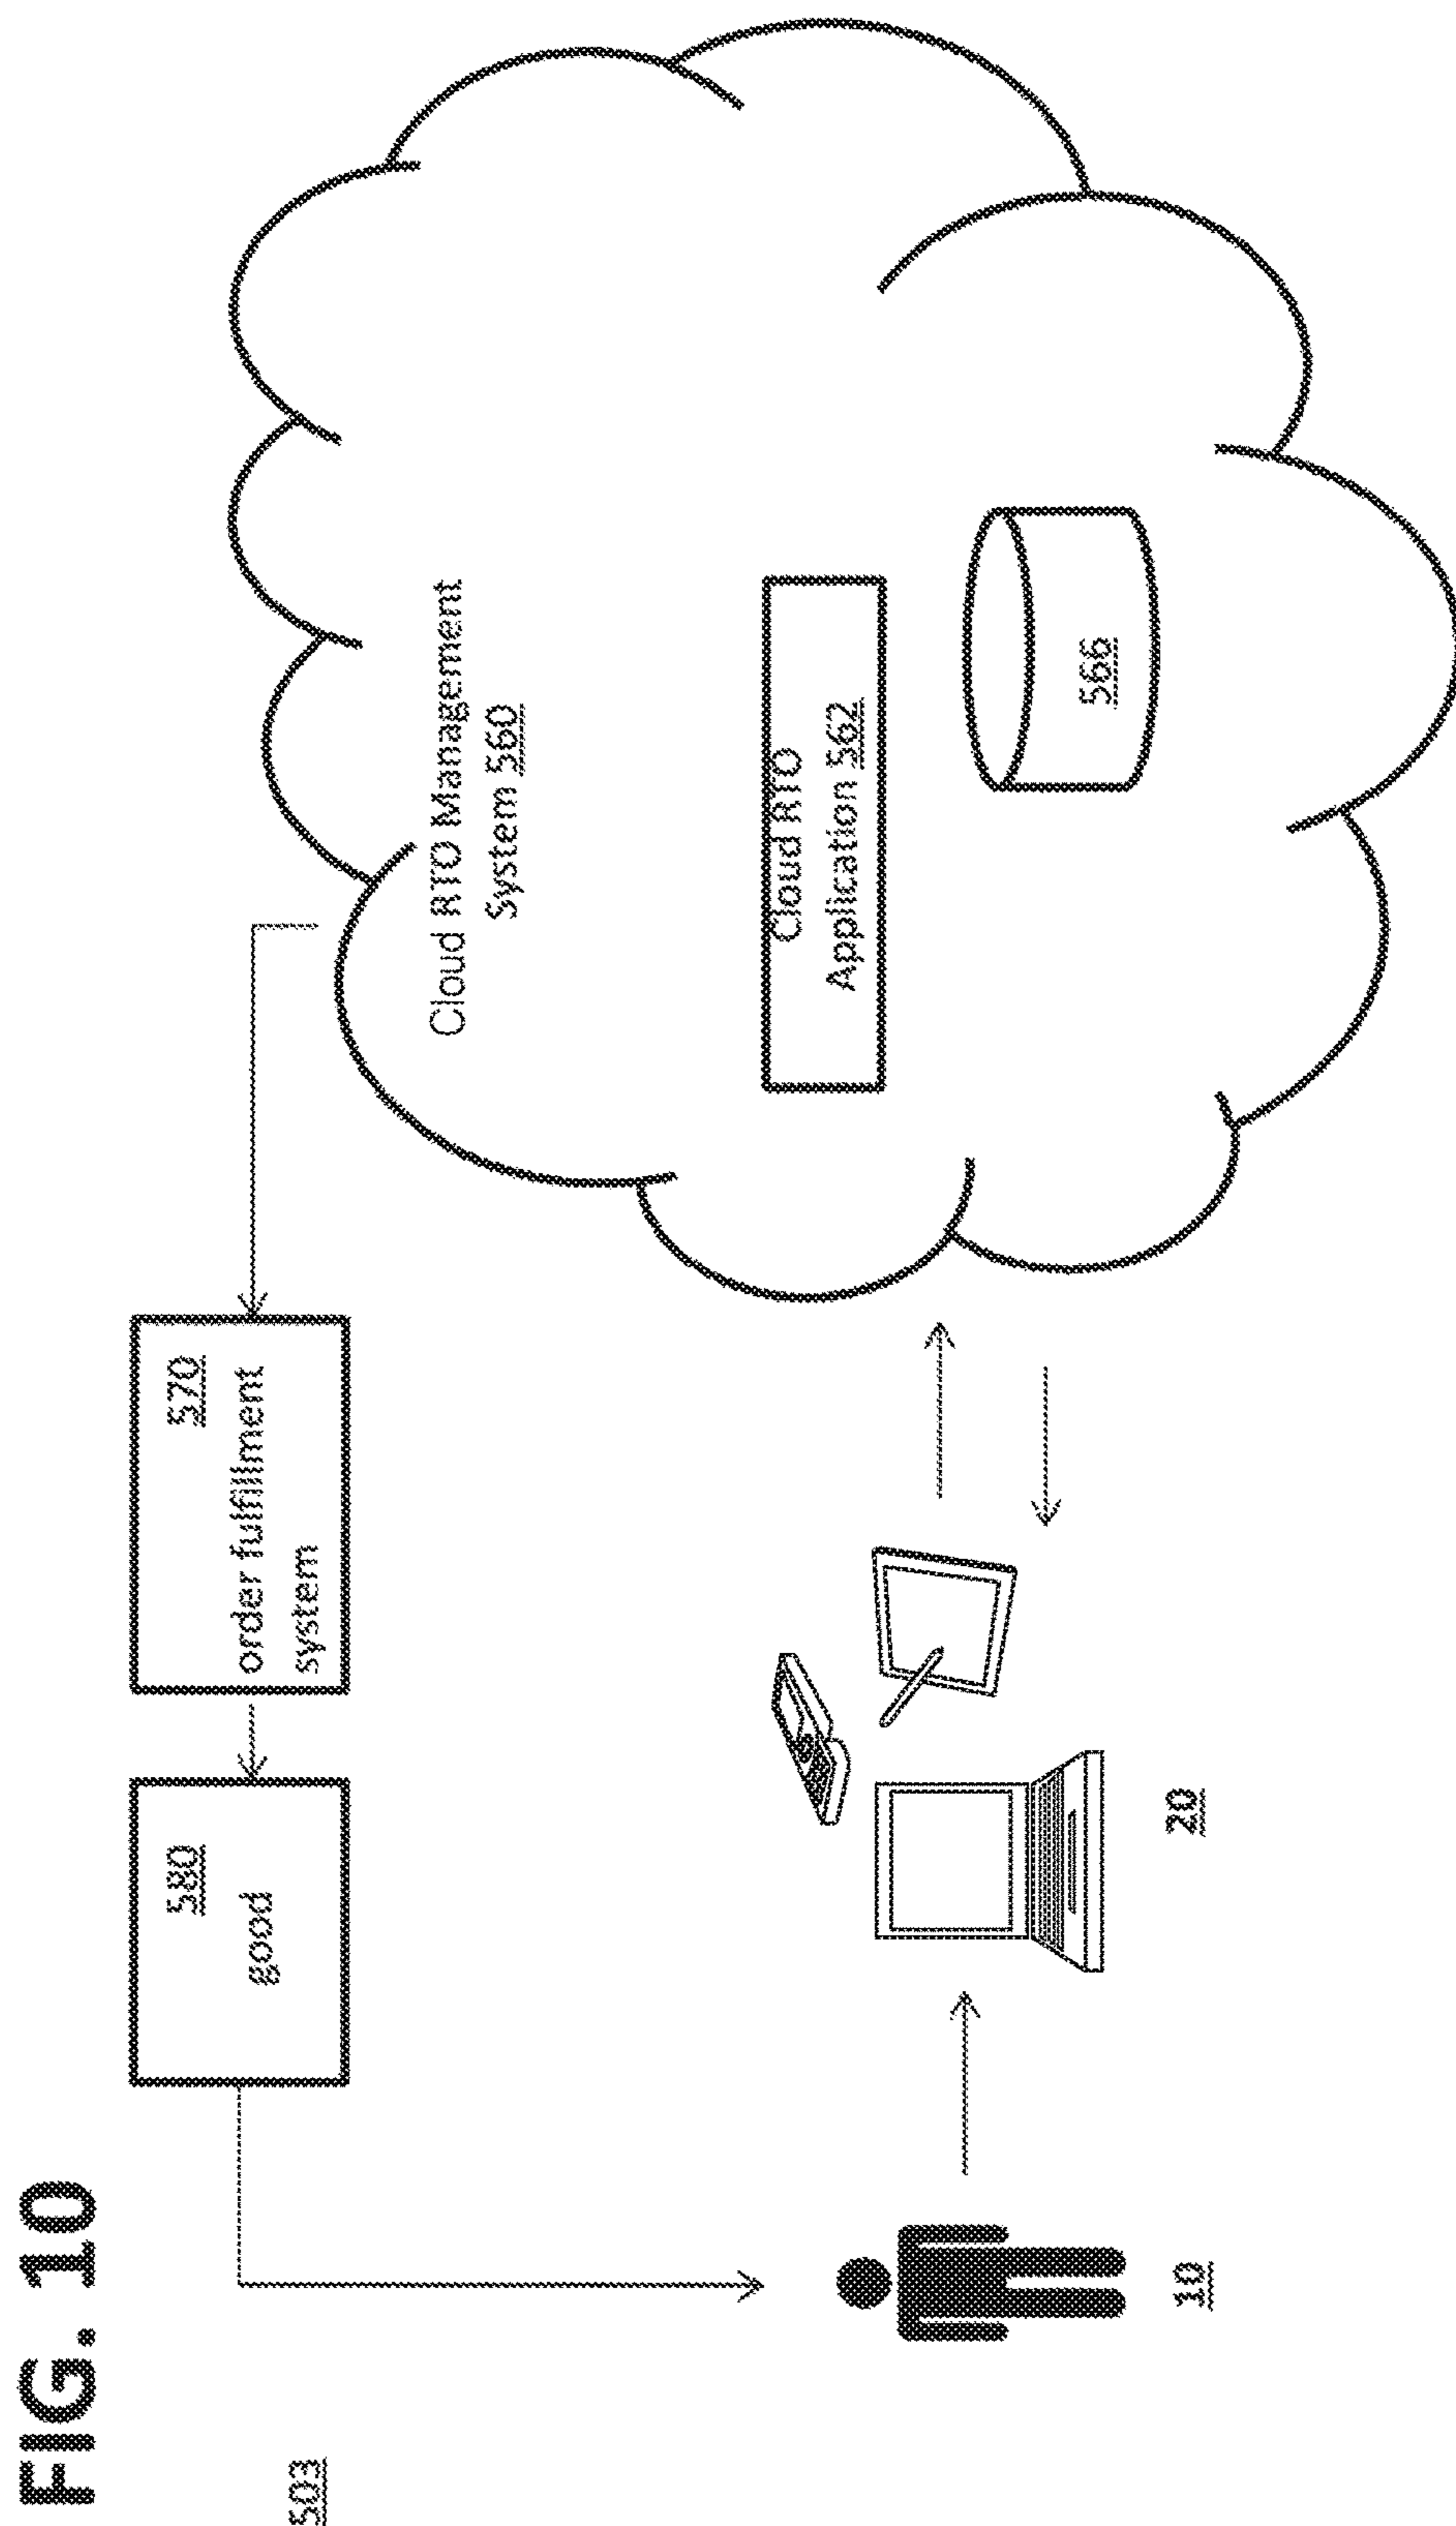 FIG. 10
503
580
good
570
order fulfillment
system
Cloud RTO Management
System 560
Cloud RTO
Application 562
566
10
20